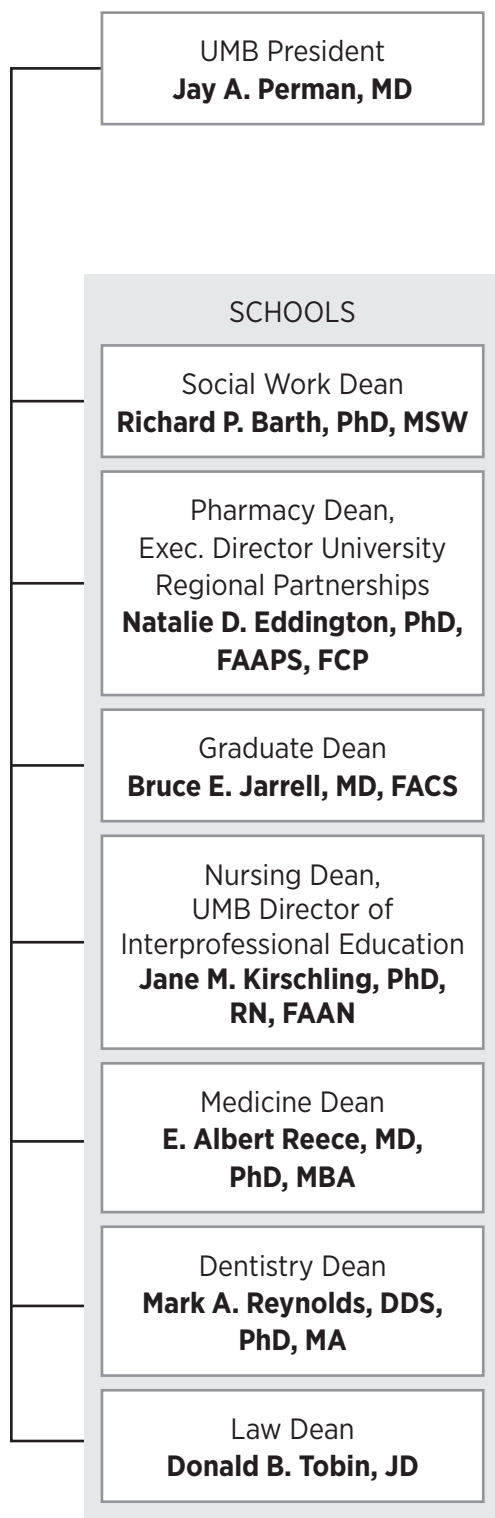 UMB President
Jay A. Perman, MD
SCHOOLS
Social Work Dean
Richard P. Barth, PhD, MSW
Pharmacy Dean,
Exec. Director University
Regional Partnerships
Natalie D. Eddington, PhD,
FAAPS, FCP
Graduate Dean
Bruce E. Jarrell, MD, FACS
Nursing Dean,
UMB Director of
Interprofessional Education
Jane M. Kirschling, PhD,
RN, FAAN
Medicine Dean
E. Albert Reece, MD,
PhD, MBA
Dentistry Dean
Mark A. Reynolds, DDS,
PhD, MA
Law Dean
Donald B. Tobin, JD